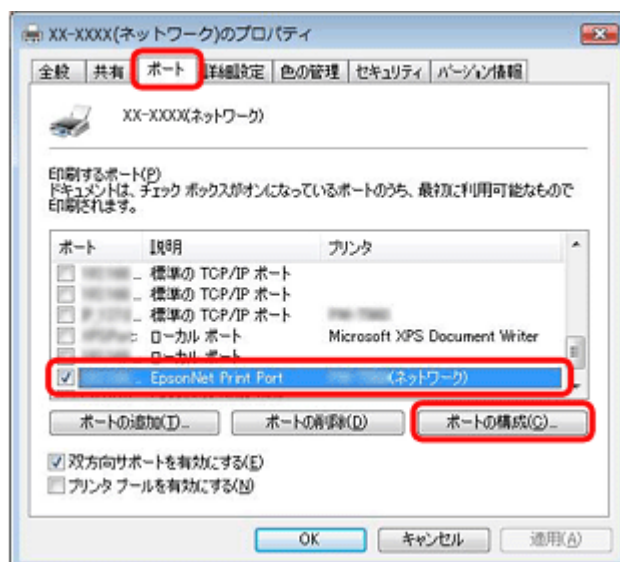 XX-XXXX(ネットワーク)のプロパティ
全般 共有 ポート 詳細設定 色の管理 セキュリティ バージョン情報
XX-XXXX(ネットワーク)
印刷するポート(P)
ドキュメントは、チェック ボックスがオンになっているポートのうち、最初に利用可能なもので
印刷されます。
ポート 説明 プリンタ
標準の TCP/IP ポート
標準の TCP/IP ポート
標準の TCP/IP ポート
ローカル ポート Microsoft XPS Document Writer
ローカル ポート
EpsonNet Print Port (ネットワーク)
ポートの追加(T)... ポートの削除(D) ポートの構成(C)...
双方向サポートを有効にする(E)
プリンタ プールを有効にする(N)
OK キャンセル 適用(A)